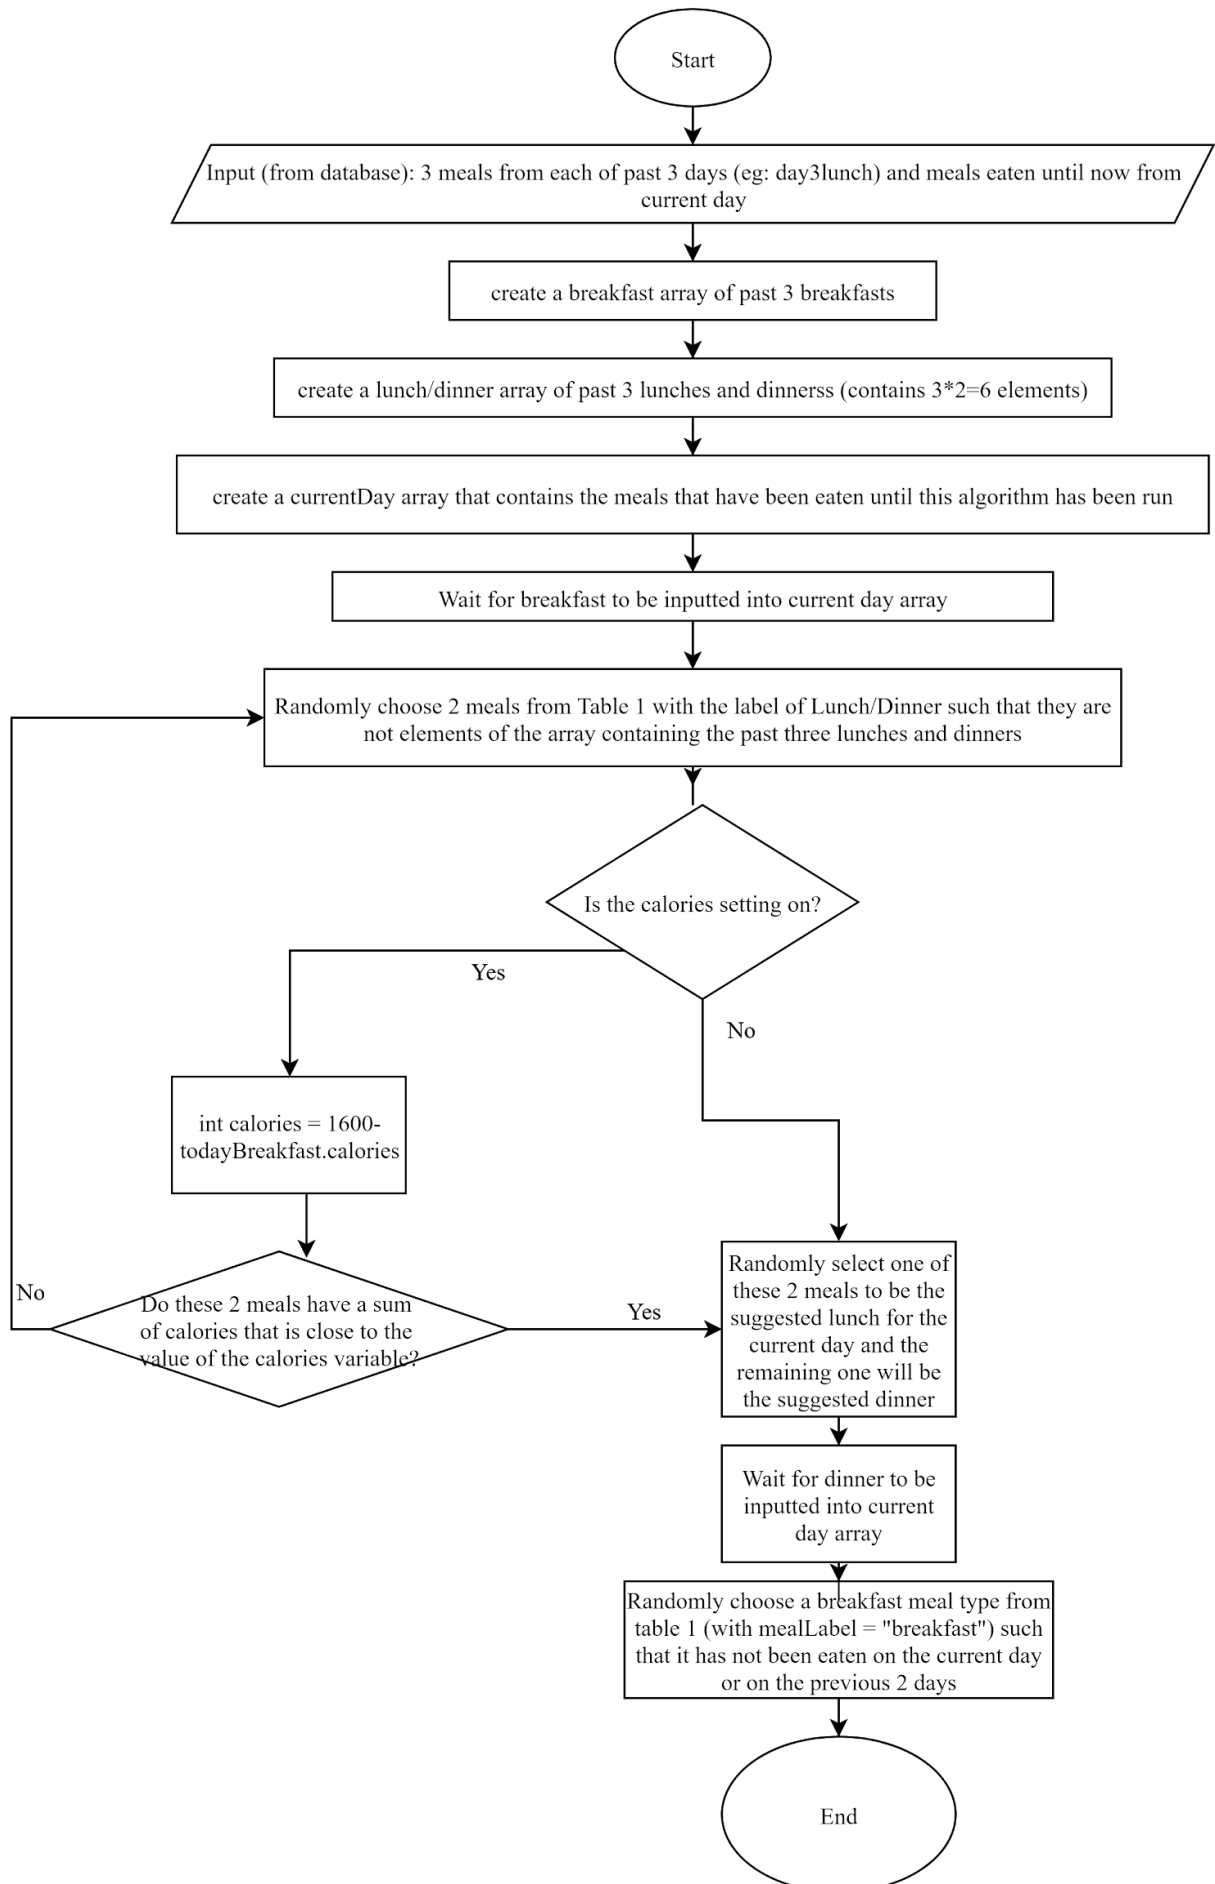 Start
Input (from database): 3 meals from each of past 3 days (eg: day3lunch) and meals eaten until now from
current day
create a breakfast array of past 3 breakfasts
create a lunch/dinner array of past 3 lunches and dinnerss (contains 3*2=6 elements)
create a currentDay array that contains the meals that have been eaten until this algorithm has been run
Wait for breakfast to be inputted into current day array
Randomly choose 2 meals from Table 1 with the label of Lunch/Dinner such that they are
not elements of the array containing the past three lunches and dinners
Is the calories setting on?
Yes
No
int calories = 1600-
todayBreakfast.calories
No
Do these 2 meals have a sum
of calories that is close to the
value of the calories variable?
Yes
Randomly select one of
these 2 meals to be the
suggested lunch for the
current day and the
remaining one will be
the suggested dinner
Wait for dinner to be
inputted into current
day array
Randomly choose a breakfast meal type from
table 1 (with mealLabel = "breakfast") such
that it has not been eaten on the current day
or on the previous 2 days
End